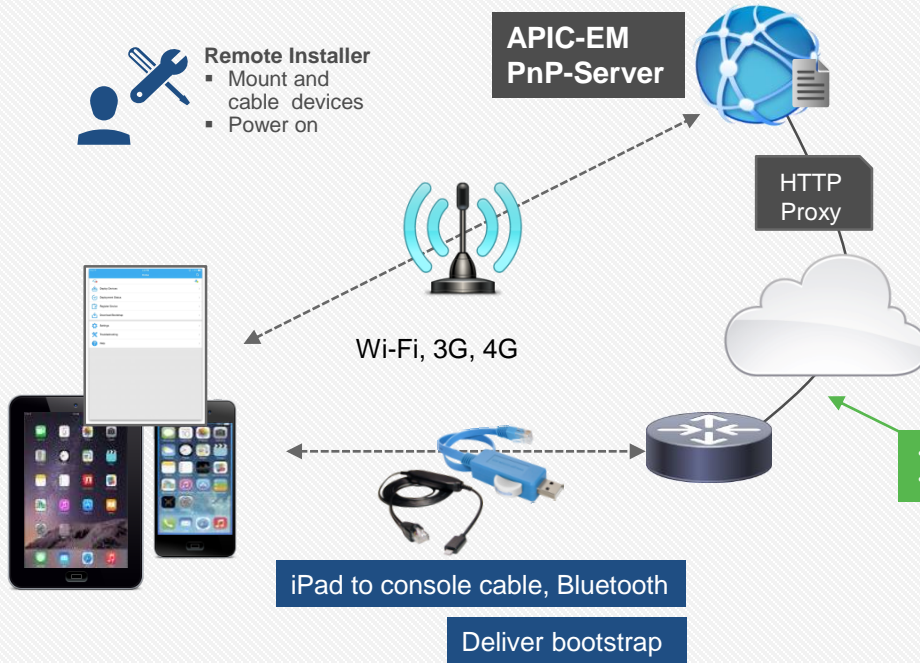 Remote Installer
▪ Mount and
cable devices
▪ Power on
APIC-EM
PnP-Server
HTTP
Proxy
Wi-Fi, 3G, 4G
iPad to console cable, Bluetooth
Deliver bootstrap